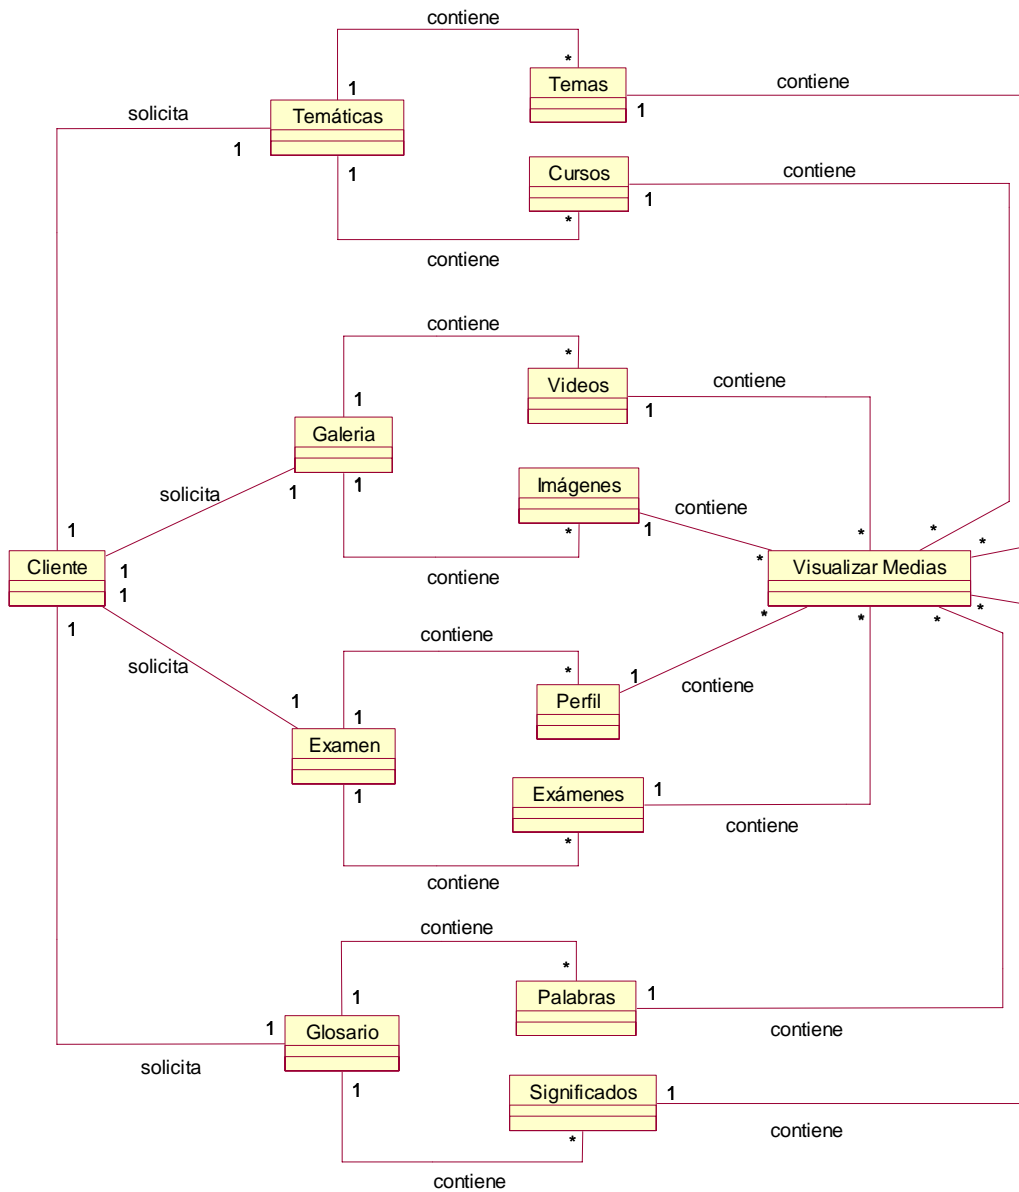 contiene
*
Temas
contiene
1
1
solicita
Temáticas
1
Cursos
contiene
1
1
*
contiene
contiene
*
Videos
contiene
1
1
Galeria
solicita
1
1
Imágenes
contiene
1
*
contiene
*
*
*
*
1
Cliente
1
1
1
Visualizar Medias
*
*
*
*
contiene
solicita
*
1
contiene
1
1
Perfil
Examen
1
Exámenes
1
contiene
*
contiene
contiene
*
1
Palabras
1
contiene
1
Glosario
solicita
1
Significados
1
contiene
*
contiene